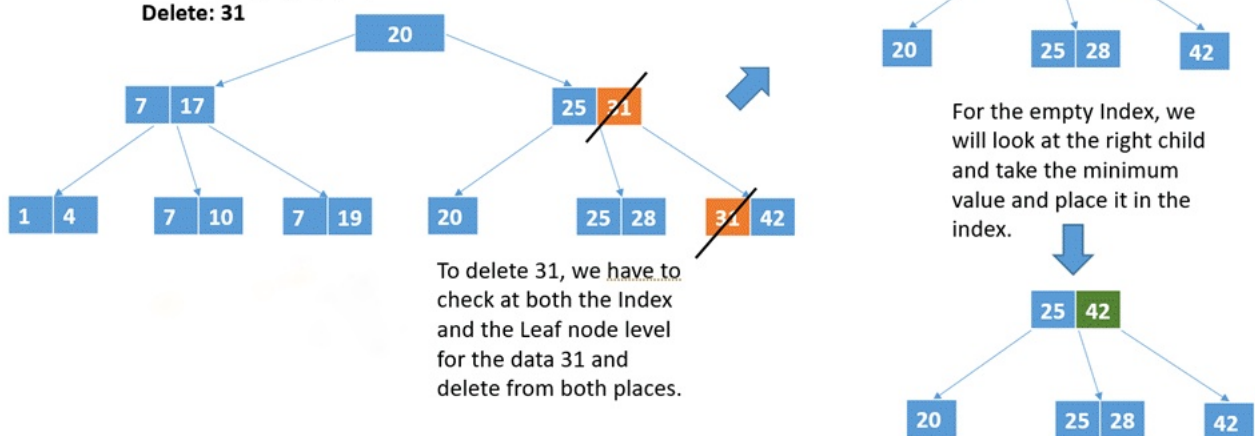 Delete: 31
20
7 17
25 31
1 4
7 10
7 19
20
25 28
31 42
To delete 31, we have to
check at both the Index
and the Leaf node level
for the data 31 and
delete from both places.
20
25 28
42
For the empty Index, we
will look at the right child
and take the minimum
value and place it in the
index.
25 42
20
25 28
42